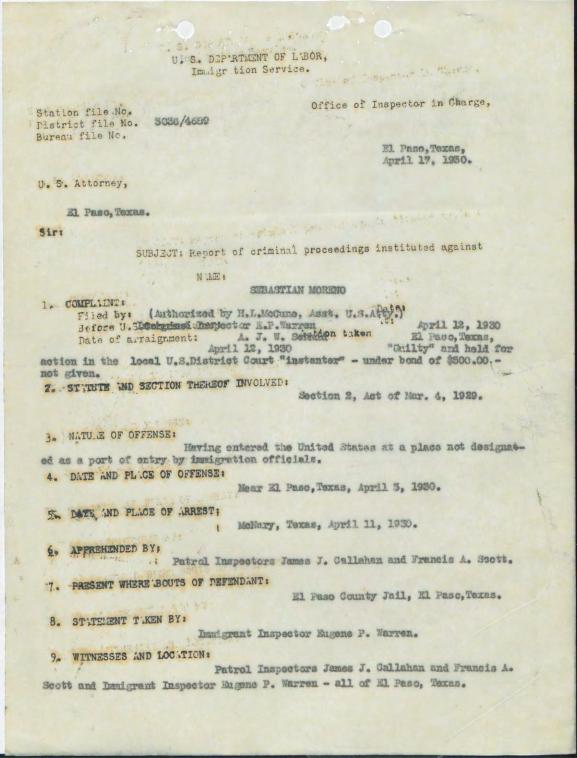 U. S. DEPARTMENT OF LABOR,
Immigr tion Service.
Office of Inspector in Charge,
Station file No.
District file No. 3036/4689
Bureau file No.
El Paso,Texas,
April 17, 1930.
U. S. Attorney,
El Paso,Texas.
Sir:
SUBJECT: Report of criminal proceedings instituted against
NAME:
SEBASTIAN MORENO
1. COMPLAINT:
Filed by: (Authorized by H.L.McCune, Asst. U.S.Atty.) Date:
Before U.S. Inspector E.P.Warren At: April 12, 1930
Date of arraignment: A. J. W. action taken El Paso,Texas,
April 12, 1930 "Guilty" and held for
action in the local U.S.District Court "instanter" - under bond of $500.00.-
not given.
2. STATUTE AND SECTION THEREOF INVOLVED:
Section 2, Act of Mar. 4, 1929.
3. NATURE OF OFFENSE:
Having entered the United States at a place not designat-
ed as a port of entry by immigration officials.
4. DATE AND PLACE OF OFFENSE:
Near El Paso,Texas, April 3, 1930.
5. DATE AND PLACE OF ARREST:
McNary, Texas, April 11, 1930.
6. APPREHENDED BY:
Patrol Inspectors James J. Callahan and Francis A. Scott.
7. PRESENT WHEREABOUTS OF DEFENDANT:
El Paso County Jail, El Paso,Texas.
8. STATEMENT TAKEN BY:
Immigrant Inspector Eugene P. Warren.
9. WITNESSES AND LOCATION:
Patrol Inspectors James J. Callahan and Francis A.
Scott and Immigrant Inspector Eugene P. Warren - all of El Paso, Texas.